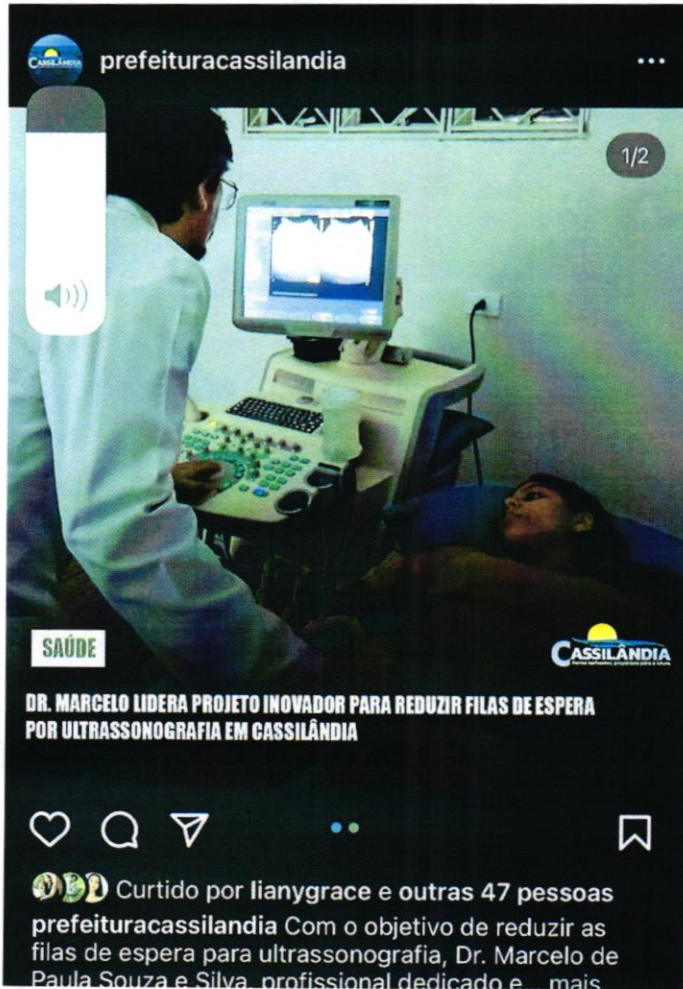 CASSILÂNDIA
prefeituracassilandia
1/2
SAÚDE
CASSILÂNDIA
DR. MARCELO LIDERA PROJETO INOVADOR PARA REDUZIR FILAS DE ESPERA
POR ULTRASSONOGRAFIA EM CASSILÂNDIA
Curtido por lianygrace e outras 47 pessoas
prefeituracassilandia Com o objetivo de reduzir as
filas de espera para ultrassonografia, Dr. Marcelo de
Paula Souza e Silva, profissional dedicado e... mais